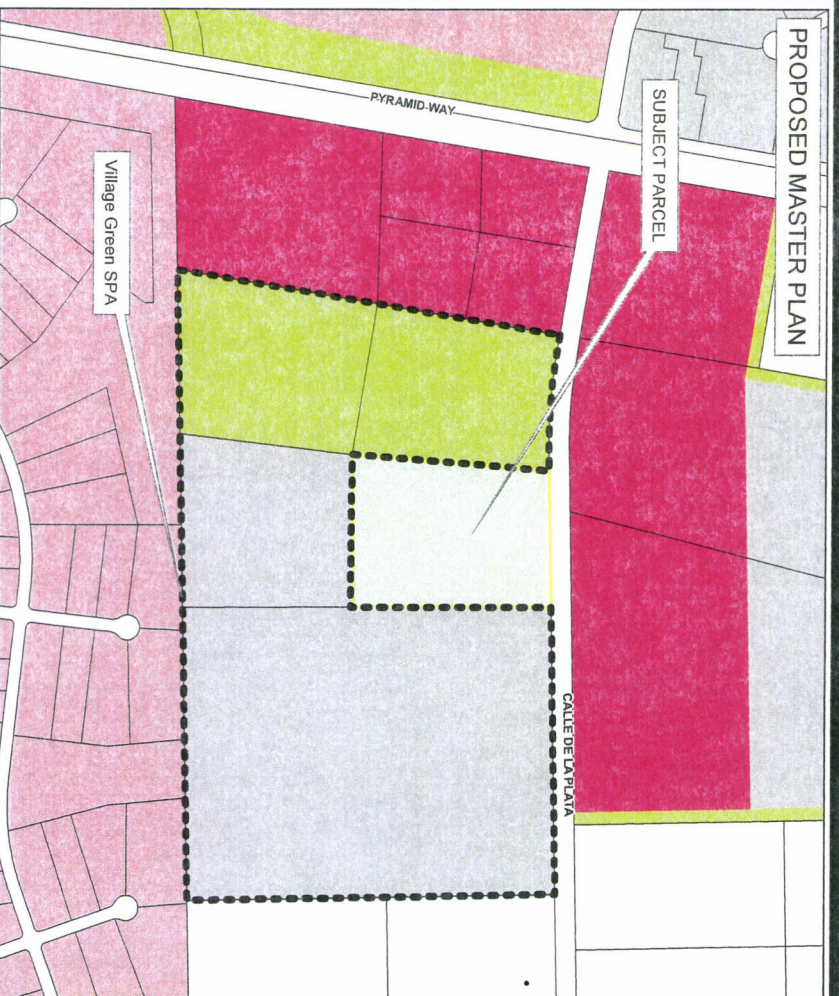 PROPOSED MASTER PLAN
SUBJECT PARCEL
PYRAMID WAY
CALLE DE LA PLATA
Village Green SPA